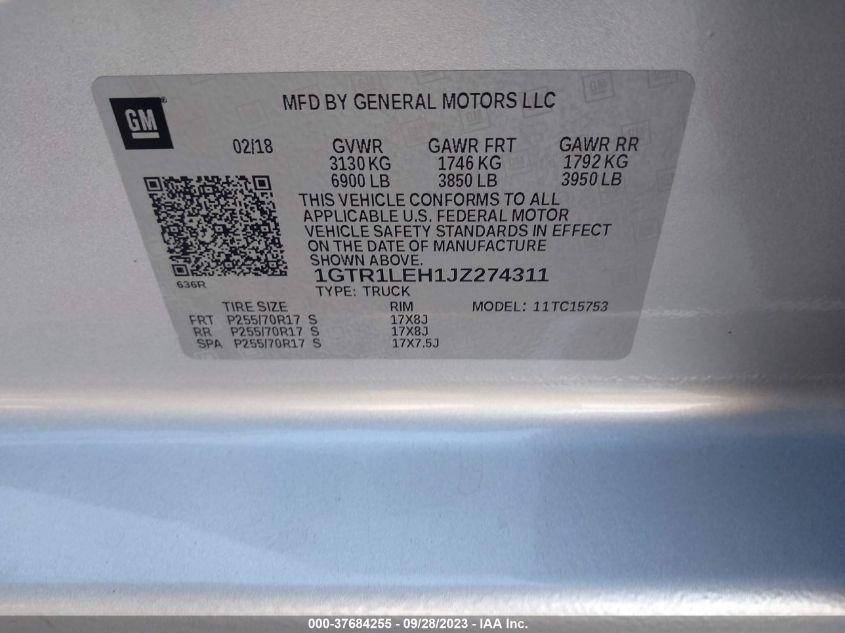 GM ®
MFD BY GENERAL MOTORS LLC
02/18 GVWR GAWR FRT GAWR RR
3130 KG 1746 KG 1792 KG
6900 LB 3850 LB 3950 LB
THIS VEHICLE CONFORMS TO ALL
APPLICABLE U.S. FEDERAL MOTOR
VEHICLE SAFETY STANDARDS IN EFFECT
ON THE DATE OF MANUFACTURE
SHOWN ABOVE.
636R
1GTR1LEH1JZ274311
TYPE: TRUCK
TIRE SIZE RIM MODEL: 11TC15753
FRT P255/70R17 S 17X8J
RR P255/70R17 S 17X8J
SPA P255/70R17 S 17X7.5J
000-37684255 - 09/28/2023 - IAA Inc.